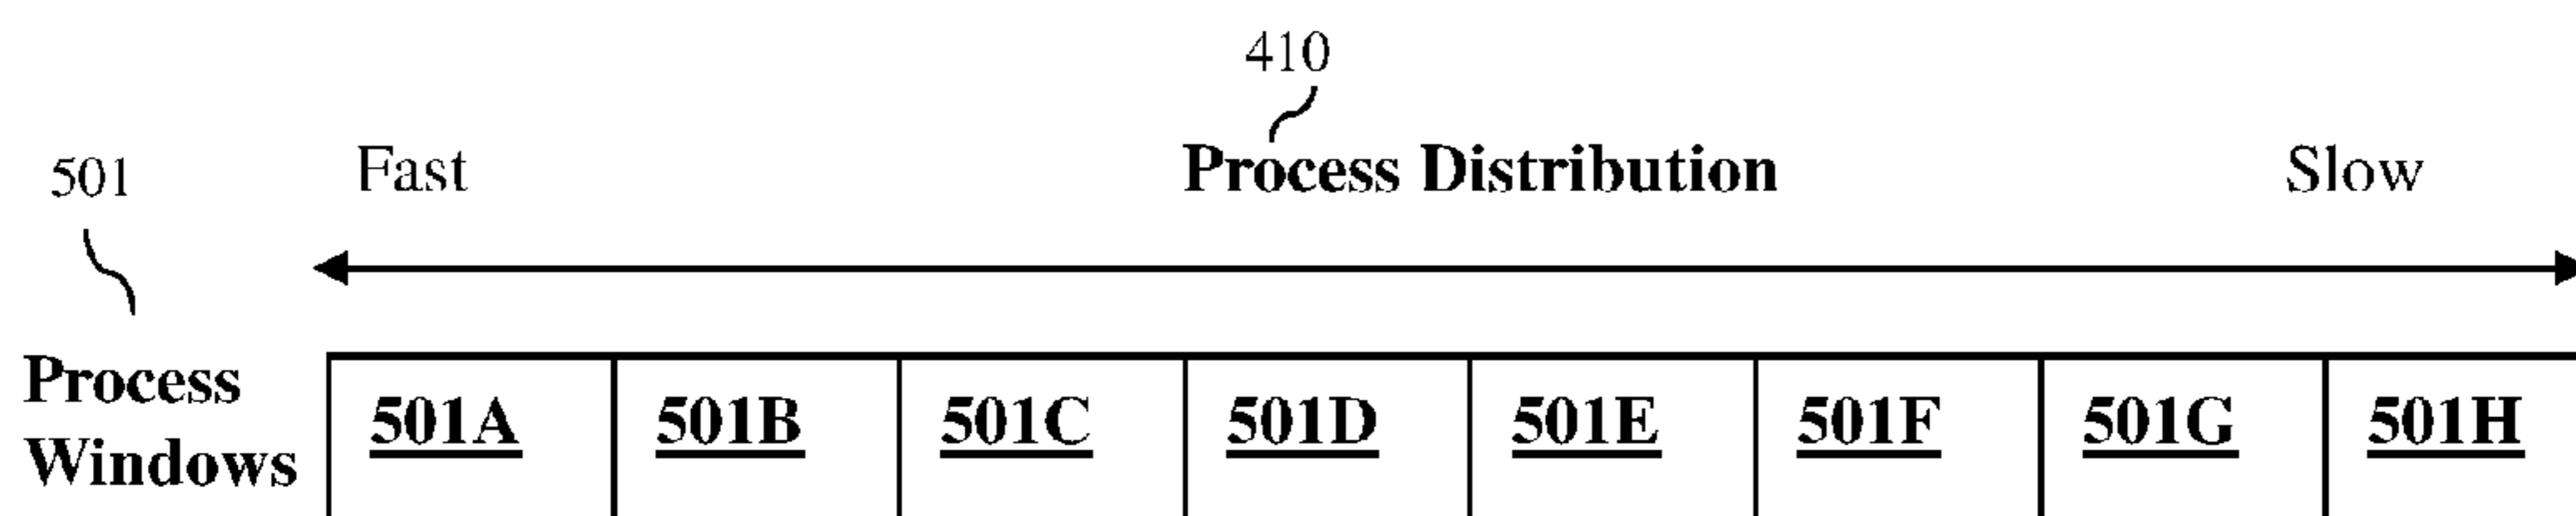 410
501 Fast Process Distribution Slow
Process
Windows
501A 501B 501C 501D 501E 501F 501G 501H